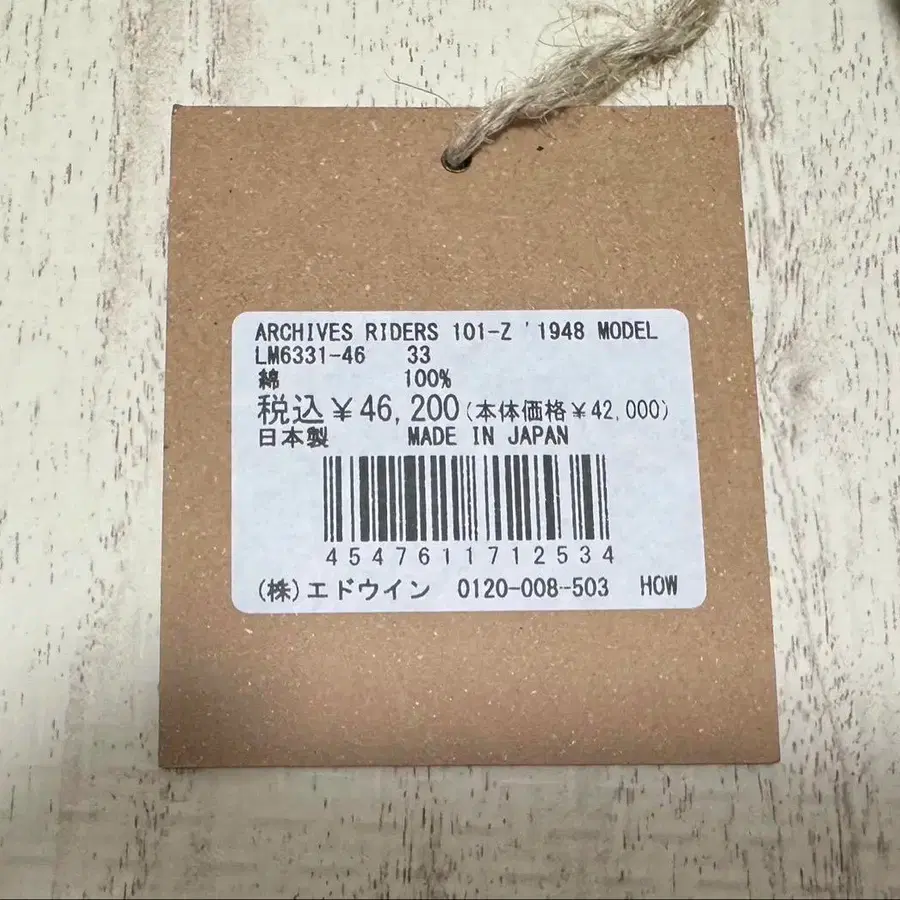 ARCHIVES RIDERS 101-Z '1948 MODEL
LM6331-46 33
綿 100%
税込¥46,200(本体価格¥42,000)
日本製 MADE IN JAPAN
4547611712534
(株)エドウイン 0120-008-503 HOW